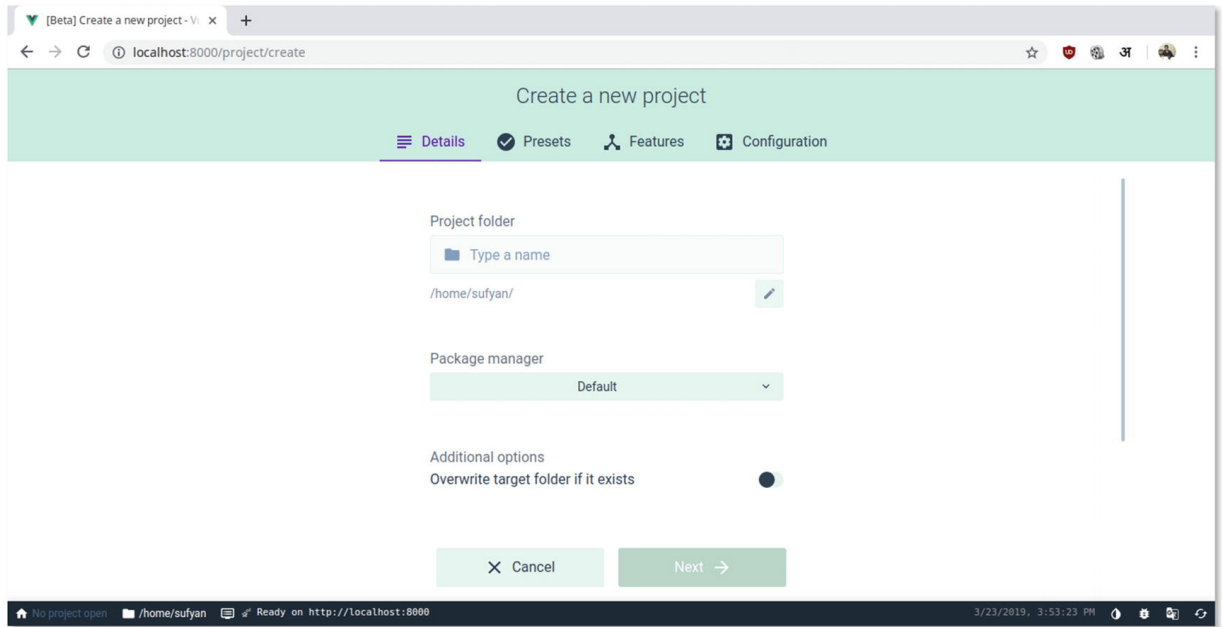 [Beta] Create a new project - Vu
localhost:8000/project/create
अ
Create a new project
Details Presets Features Configuration
Project folder
Type a name
/home/sufyan/
Package manager
Default
Additional options
Overwrite target folder if it exists
Cancel Next
No project open /home/sufyan Ready on http://localhost:8000 3/23/2019, 3:53:23 PM